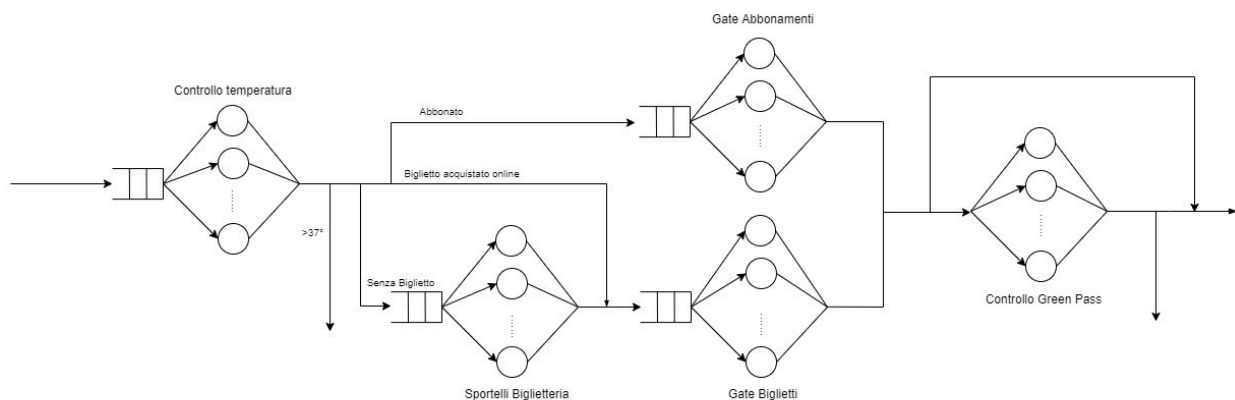 Gate Abbonamenti
Controllo temperatura
Abbonato
Biglietto acquistato online
>37°
Senza Biglietto
Controllo Green Pass
Sportelli Biglietteria
Gate Biglietti